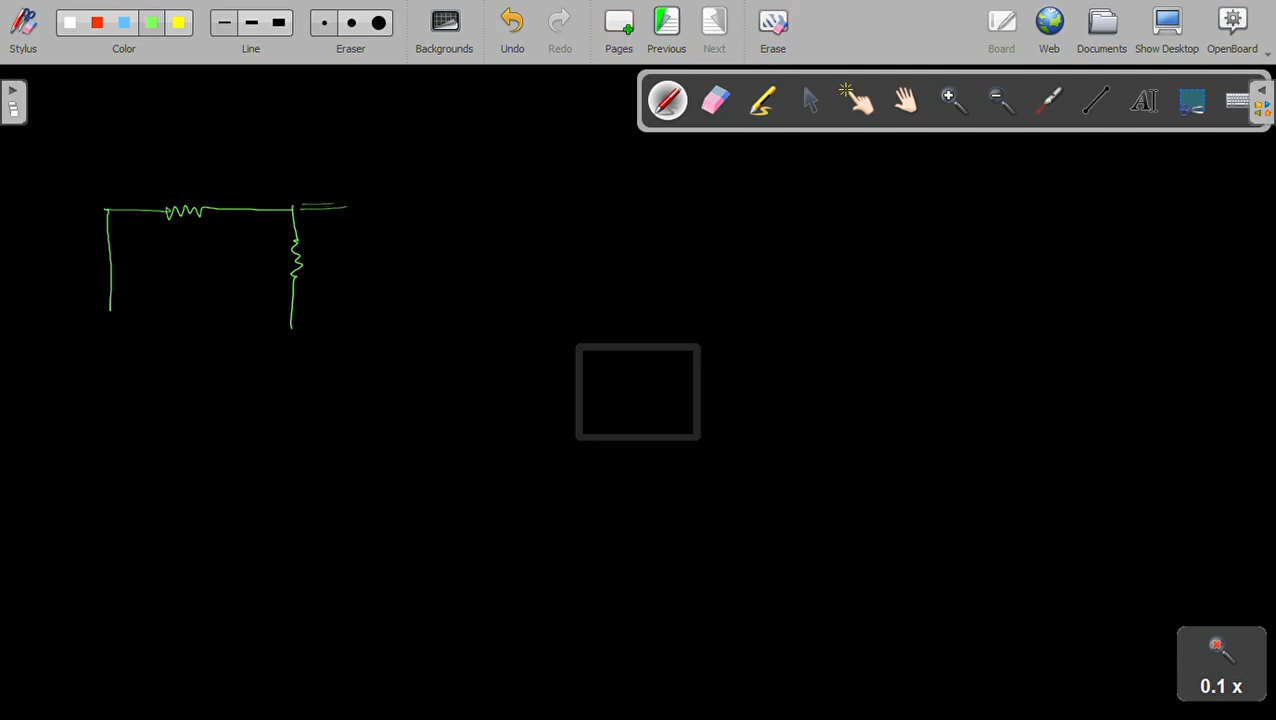 Stylus Color Line Eraser Backgrounds Undo Redo Pages Previous Next Erase Board Web Documents Show Desktop OpenBoard
AI
0.1 x